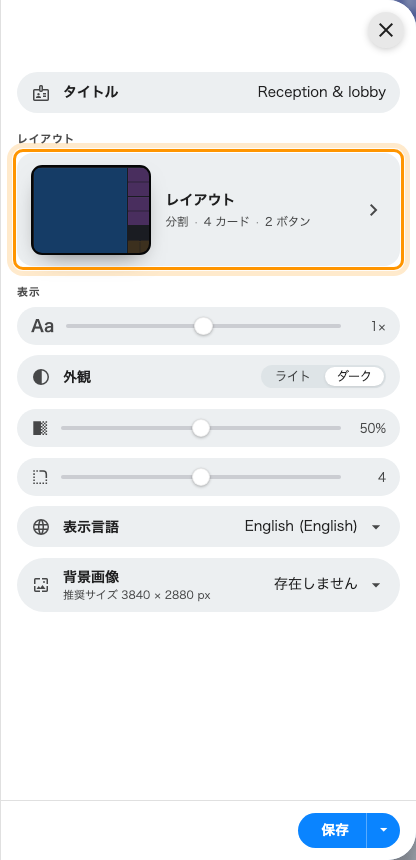 タイトル Reception & lobby
レイアウト
レイアウト
分割 · 4 カード · 2 ボタン
表示
Aa 1×
外観 ライト ダーク
50%
4
表示言語 English (English)
背景画像 存在しません
推奨サイズ 3840 × 2880 px
保存